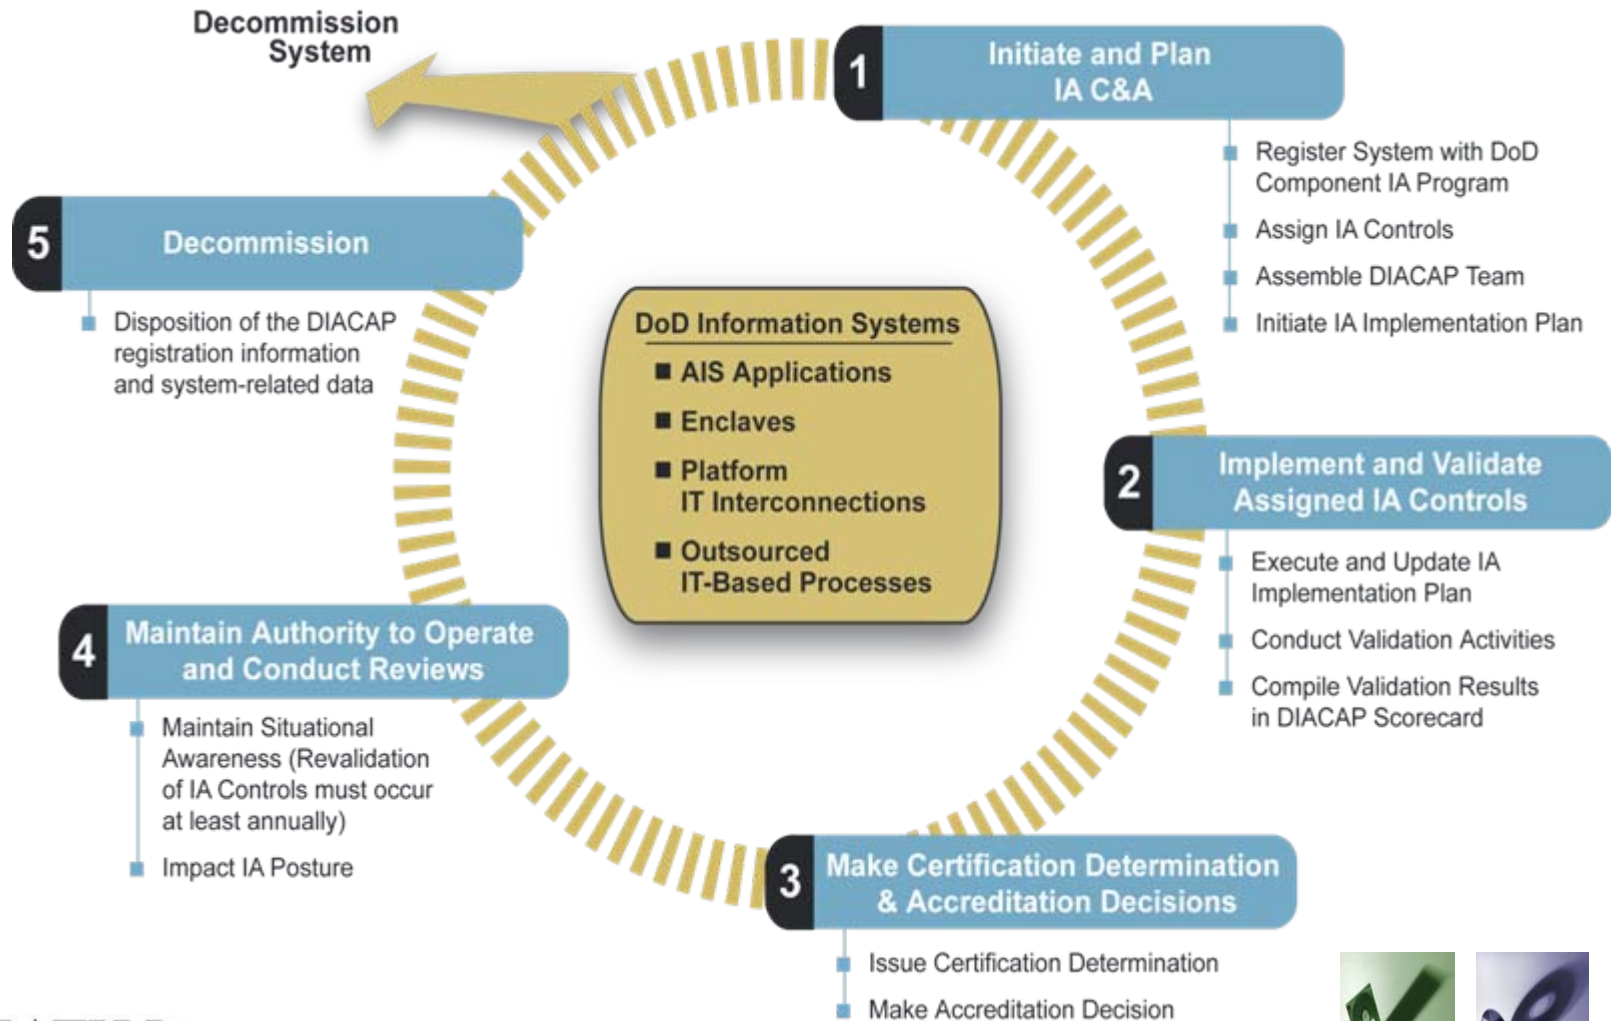 Decommission
System
1
Initiate and Plan
IA C&A
Register System with DoD
Component IA Program
Assign IA Controls
Assemble DIACAP Team
Initiate IA Implementation Plan
2
Implement and Validate
Assigned IA Controls
Execute and Update IA
Implementation Plan
Conduct Validation Activities
Compile Validation Results
in DIACAP Scorecard
3
Make Certification Determination
& Accreditation Decisions
Issue Certification Determination
Make Accreditation Decision
4
Maintain Authority to Operate
and Conduct Reviews
Maintain Situational
Awareness (Revalidation
of IA Controls must occur
at least annually)
Impact IA Posture
5
Decommission
Disposition of the DIACAP
registration information
and system-related data
DoD Information Systems
AIS Applications
Enclaves
Platform
IT Interconnections
Outsourced
IT-Based Processes